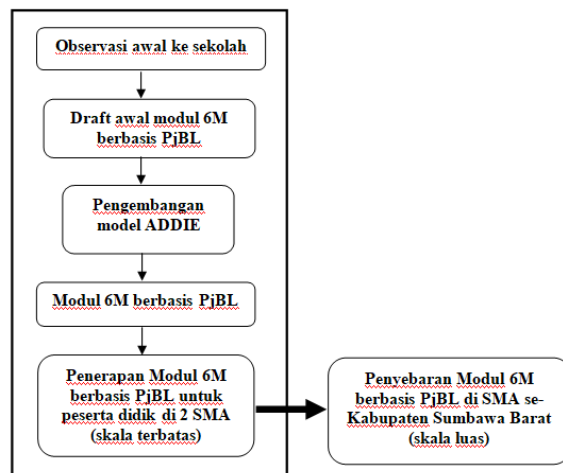 Observasi awal ke sekolah
Draft awal modul 6M
berbasis PjBL
Pengembangan
model ADDIE
Modul 6M berbasis PjBL
Penerapan Modul 6M
berbasis PjBL untuk
peserta didik di 2 SMA
(skala terbatas)
Penyebaran Modul 6M
berbasis PjBL di SMA se-
Kabupaten Sumbawa Barat
(skala luas)